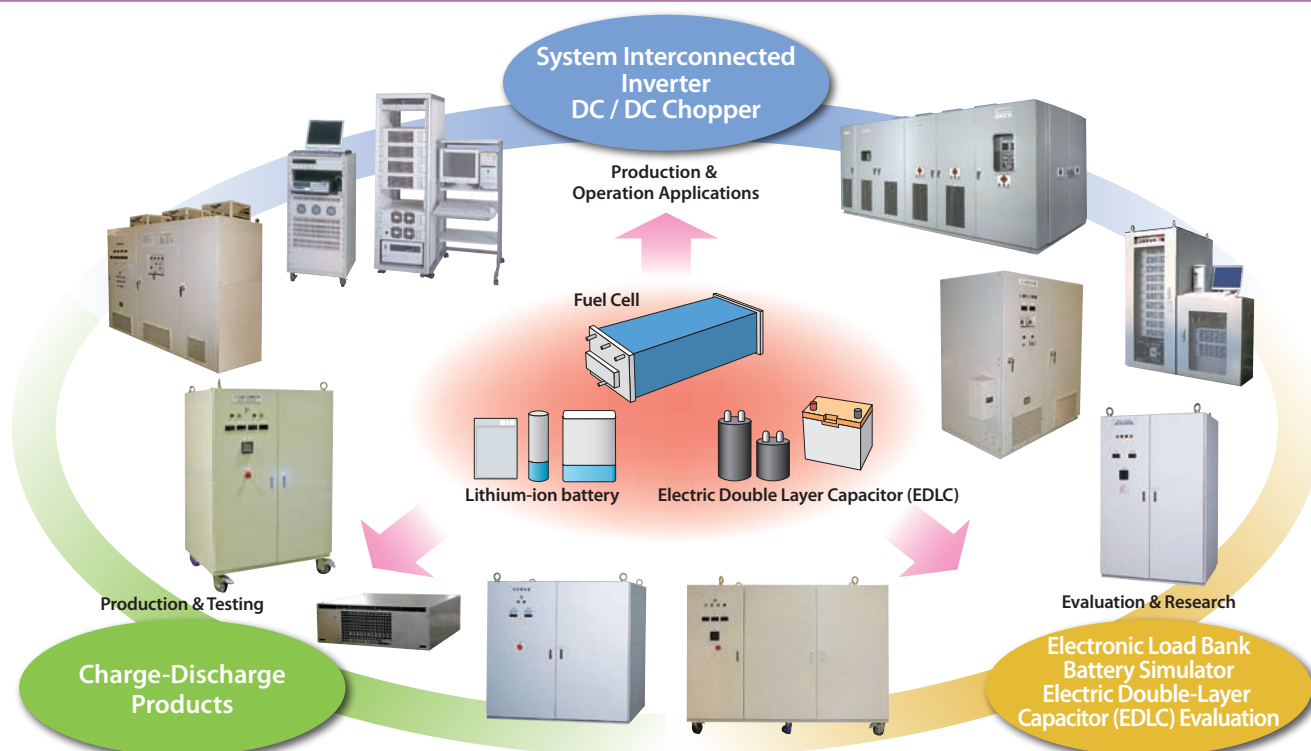 System Interconnected
Inverter
DC / DC Chopper
Production &
Operation Applications
Fuel Cell
Lithium-ion battery
Electric Double Layer Capacitor (EDLC)
Production & Testing
Evaluation & Research
Charge-Discharge
Products
Electronic Load Bank
Battery Simulator
Electric Double-Layer
Capacitor (EDLC) Evaluation